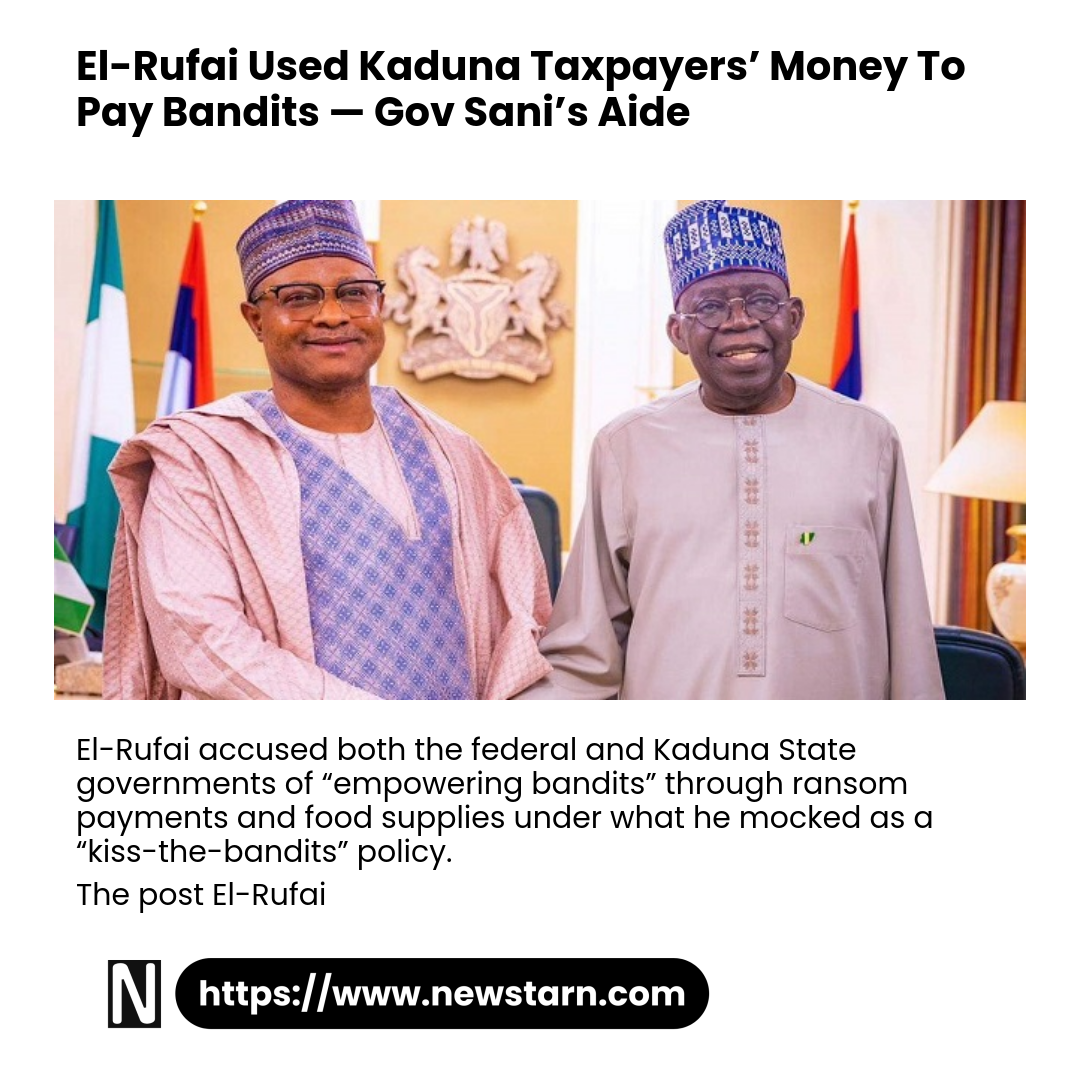 El-Rufai Used Kaduna Taxpayers’ Money To
Pay Bandits — Gov Sani’s Aide
El-Rufai accused both the federal and Kaduna State
governments of “empowering bandits” through ransom
payments and food supplies under what he mocked as a
“kiss-the-bandits” policy.
The post El-Rufai
N
https://www.newstarn.com